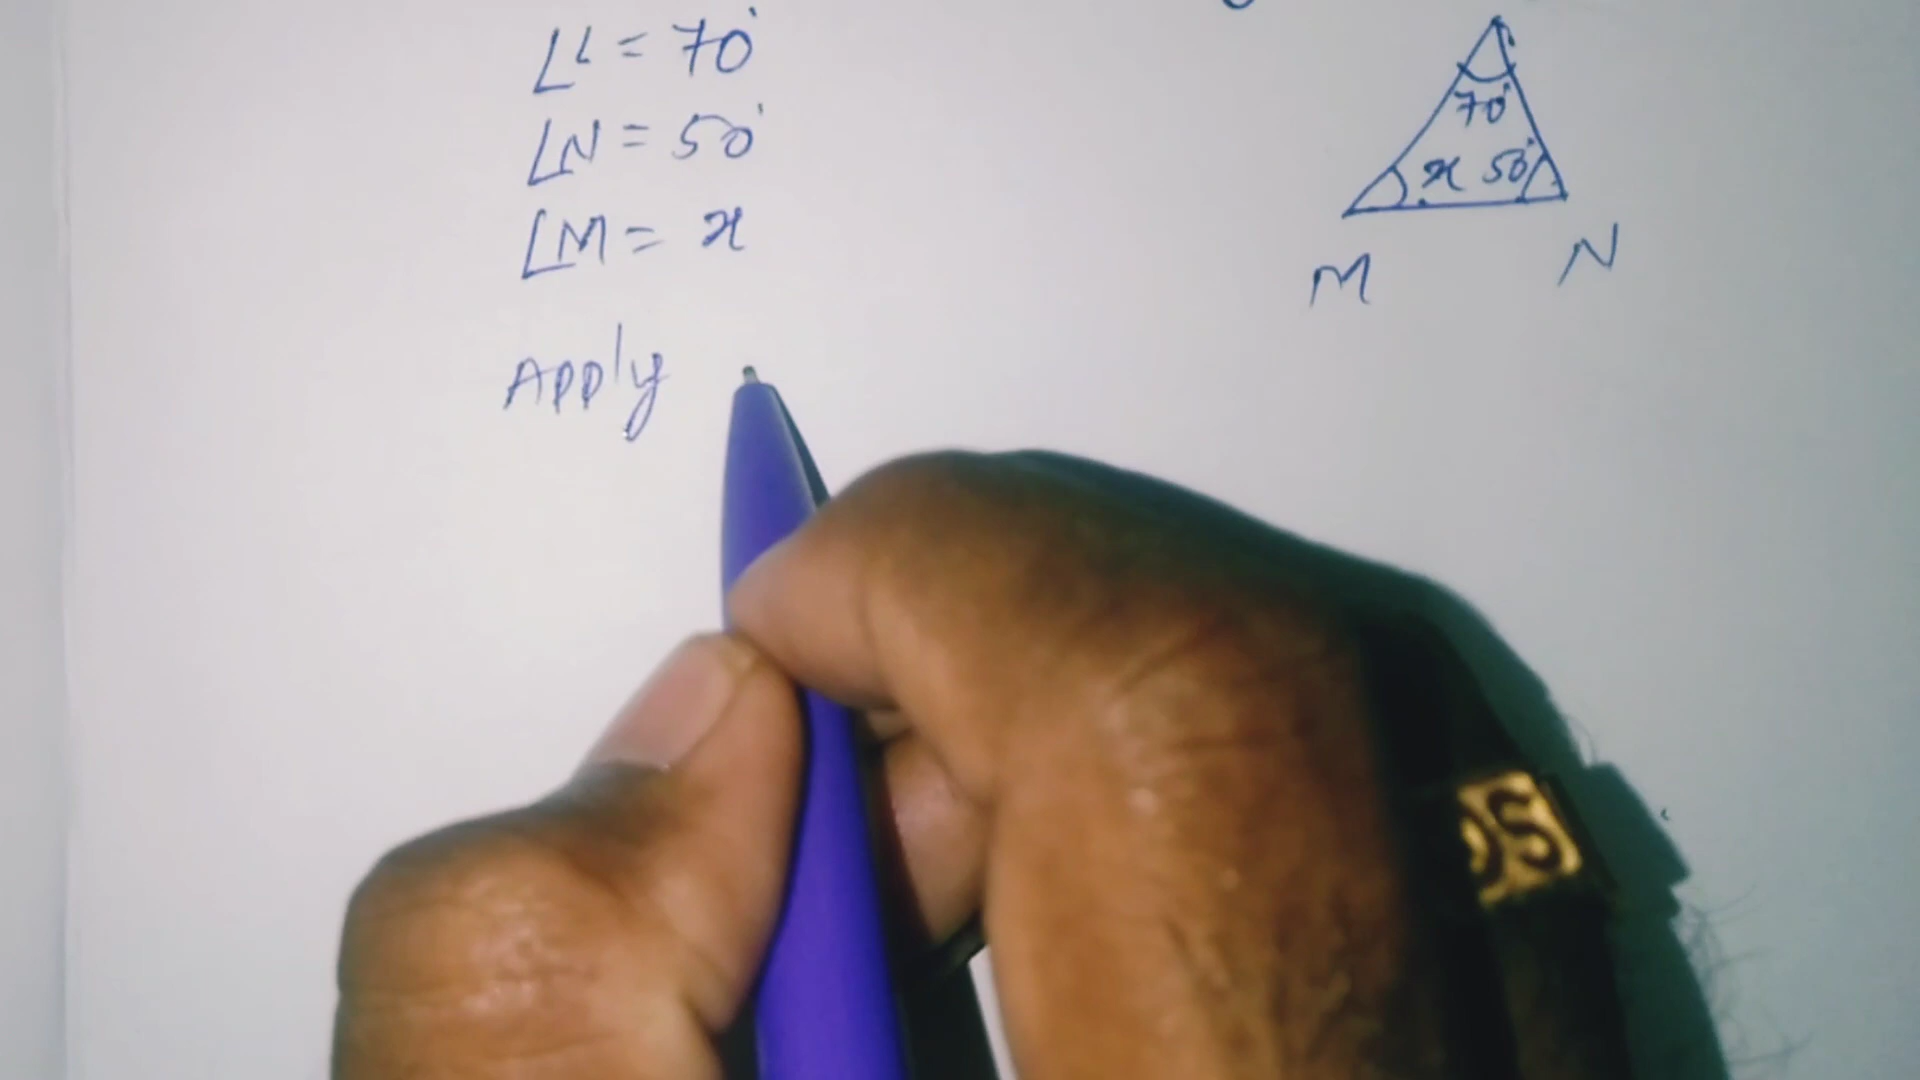 ∠L = 70°
∠N = 50°
∠M = x
Apply
70°
x 50°
M
N